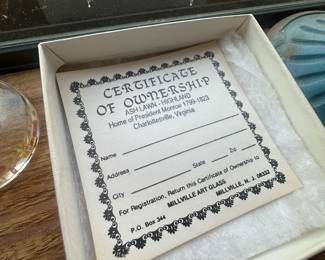 CERTIFICATE
OF OWNERSHIP
ASH LAWN - HIGHLAND
Home of President Monroe 1799-1823
Charlottesville, Virginia
Name
Address
City State Zip
For Registration, Return this Certificate of Ownership to
MILLVILLE ART GLASS
P.O. Box 344 MILLVILLE, N.J. 08332